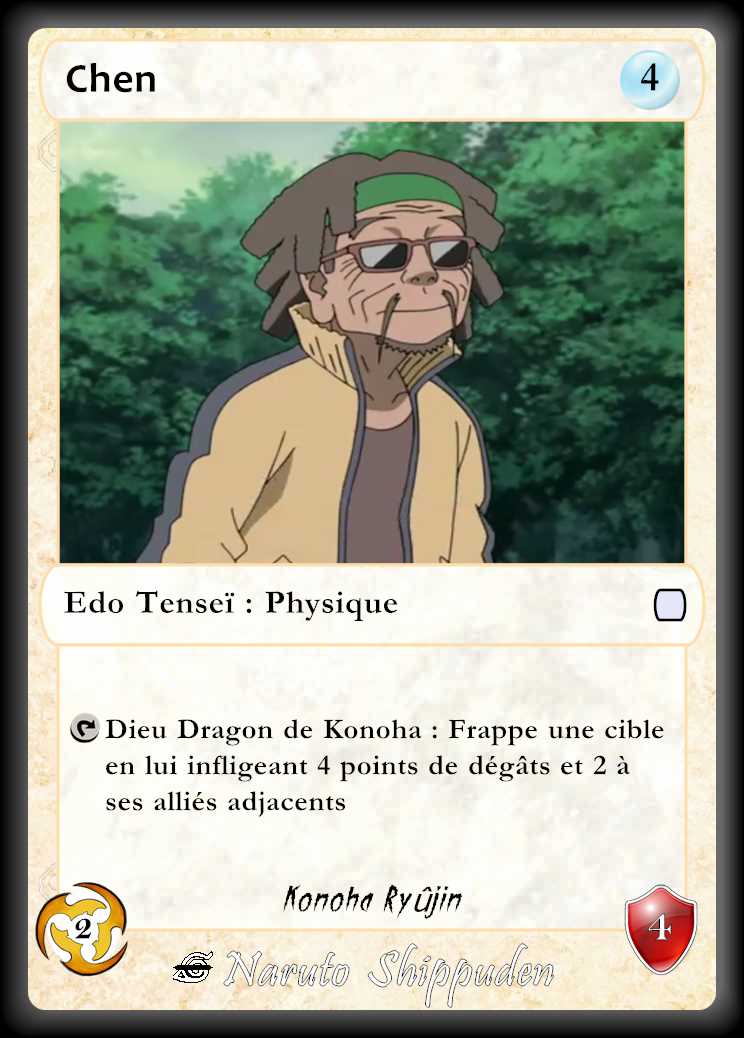 Chen
4
Edo Tenseï : Physique
Dieu Dragon de Konoha : Frappe une cible
en lui infligeant 4 points de dégâts et 2 à
ses alliés adjacents
Konoha Ryûjin
2
4
Naruto Shippuden